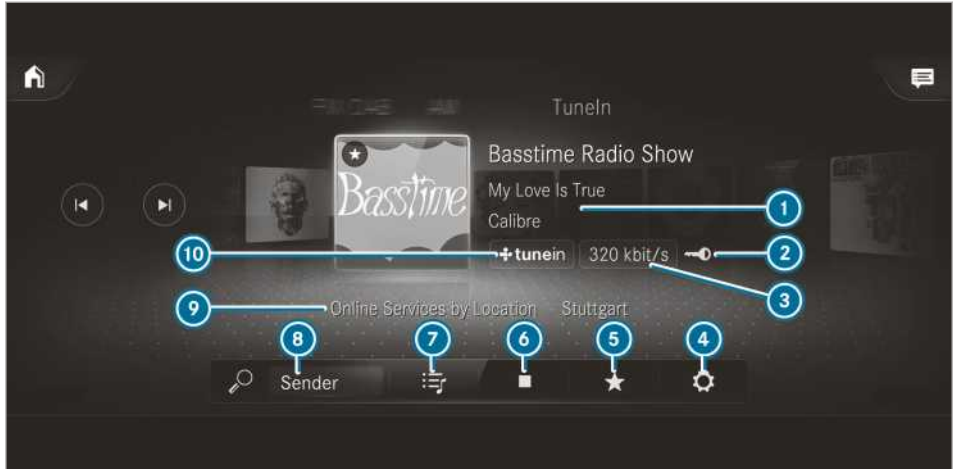 TuneIn
Basstime Radio Show
Basstime
My Love Is True
Calibre
1
10
tunein
320 kbit/s
2
3
9
Online Services by Location Stuttgart
8
7
6
5
4
Sender